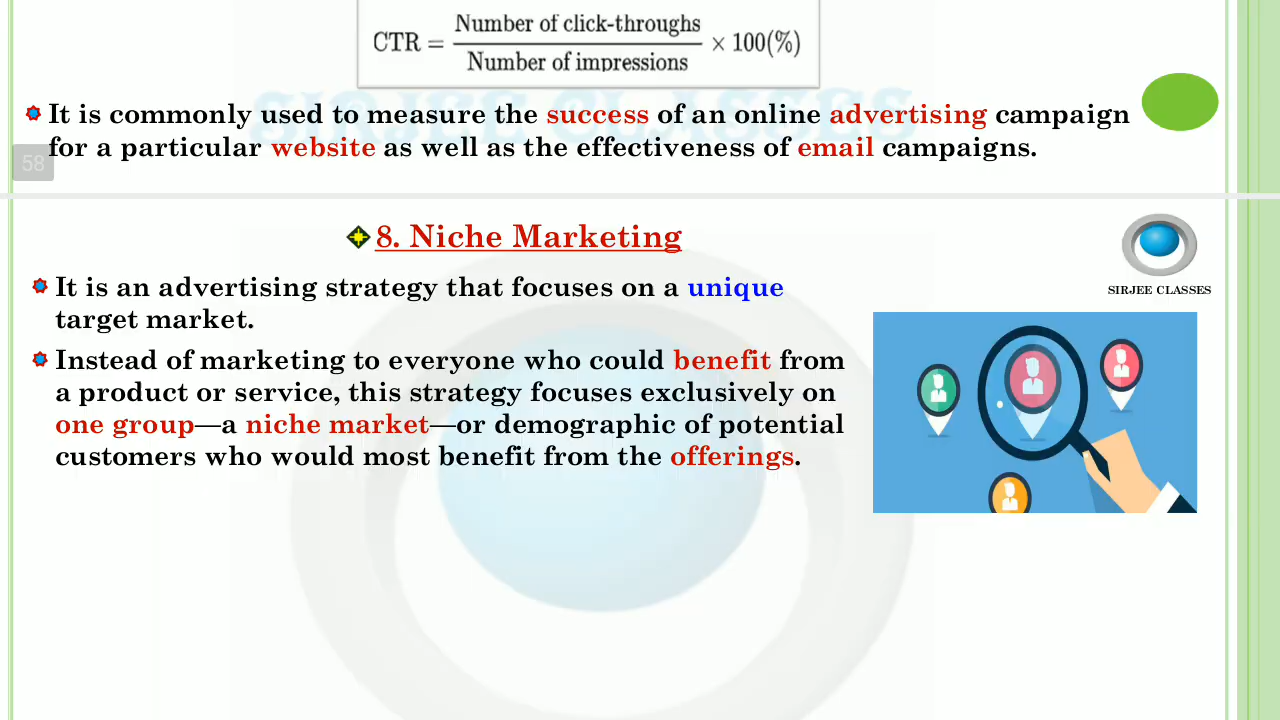 CTR = Number of click-throughs / Number of impressions × 100(%)
It is commonly used to measure the success of an online advertising campaign
for a particular website as well as the effectiveness of email campaigns.
58
SIRJEE CLASSES
8. Niche Marketing
SIRJEE CLASSES
It is an advertising strategy that focuses on a unique
target market.
Instead of marketing to everyone who could benefit from
a product or service, this strategy focuses exclusively on
one group—a niche market—or demographic of potential
customers who would most benefit from the offerings.